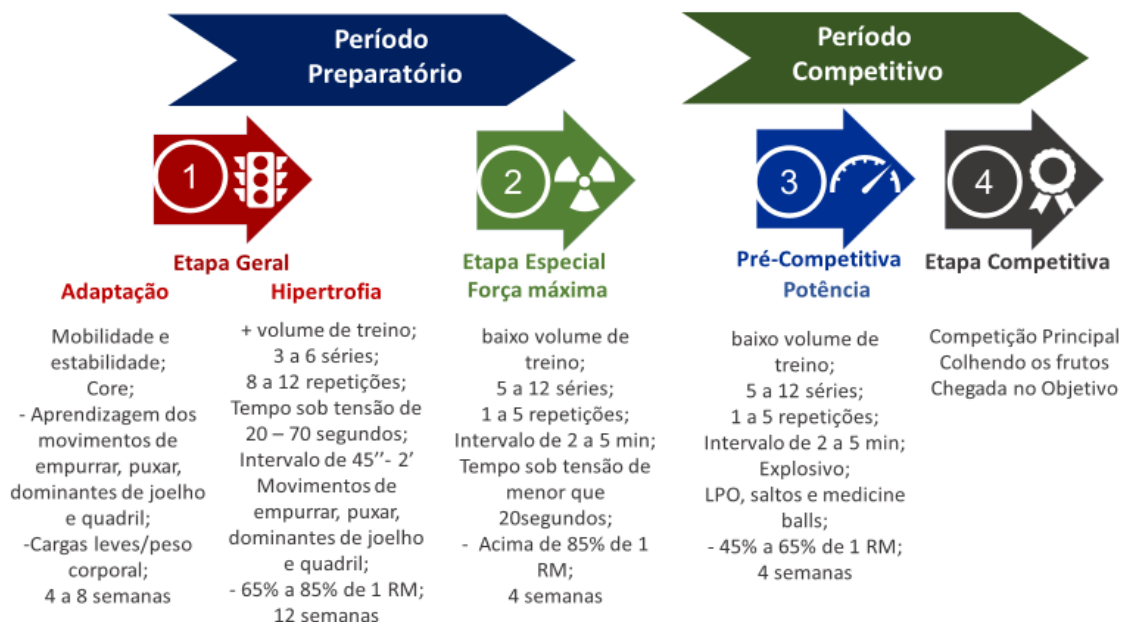 Período
Preparatório
Período
Competitivo
1
2
3
4
Etapa Geral
Adaptação
Mobilidade e
estabilidade;
Core;
- Aprendizagem dos
movimentos de
empurrar, puxar,
dominantes de joelho
e quadril;
-Cargas leves/peso
corporal;
4 a 8 semanas
Hipertrofia
+ volume de treino;
3 a 6 séries;
8 a 12 repetições;
Tempo sob tensão de
20 – 70 segundos;
Intervalo de 45’’- 2’
Movimentos de
empurrar, puxar,
dominantes de joelho
e quadril;
- 65% a 85% de 1 RM;
12 semanas
Etapa Especial
Força máxima
baixo volume de
treino;
5 a 12 séries;
1 a 5 repetições;
Intervalo de 2 a 5 min;
Tempo sob tensão de
menor que
20segundos;
- Acima de 85% de 1
RM;
4 semanas
Pré-Competitiva
Potência
baixo volume de
treino;
5 a 12 séries;
1 a 5 repetições;
Intervalo de 2 a 5 min;
Explosivo;
LPO, saltos e medicine
balls;
- 45% a 65% de 1 RM;
4 semanas
Etapa Competitiva
Competição Principal
Colhendo os frutos
Chegada no Objetivo